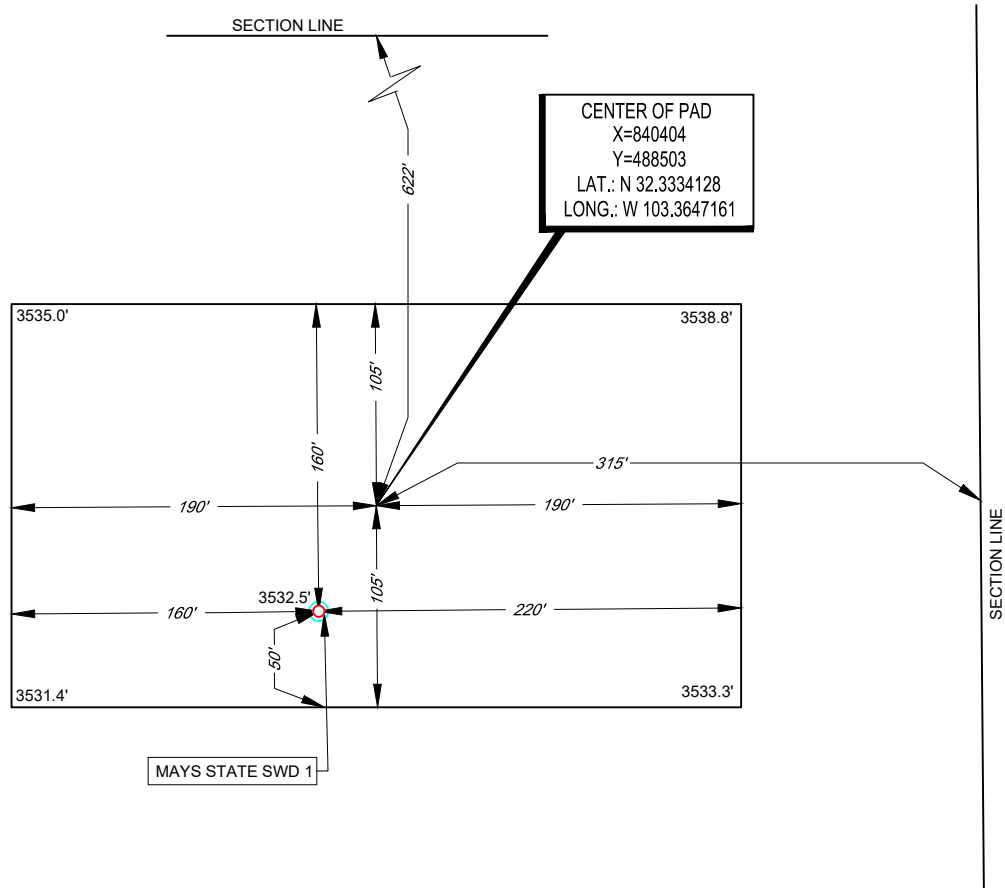 SECTION LINE
CENTER OF PAD
X=840404
Y=488503
LAT.: N 32.3334128
LONG.: W 103.3647161
622'
3535.0'
3538.8'
105'
160'
315'
190'
190'
SECTION LINE
3532.5'
105'
160'
220'
50'
3531.4'
3533.3'
MAYS STATE SWD 1